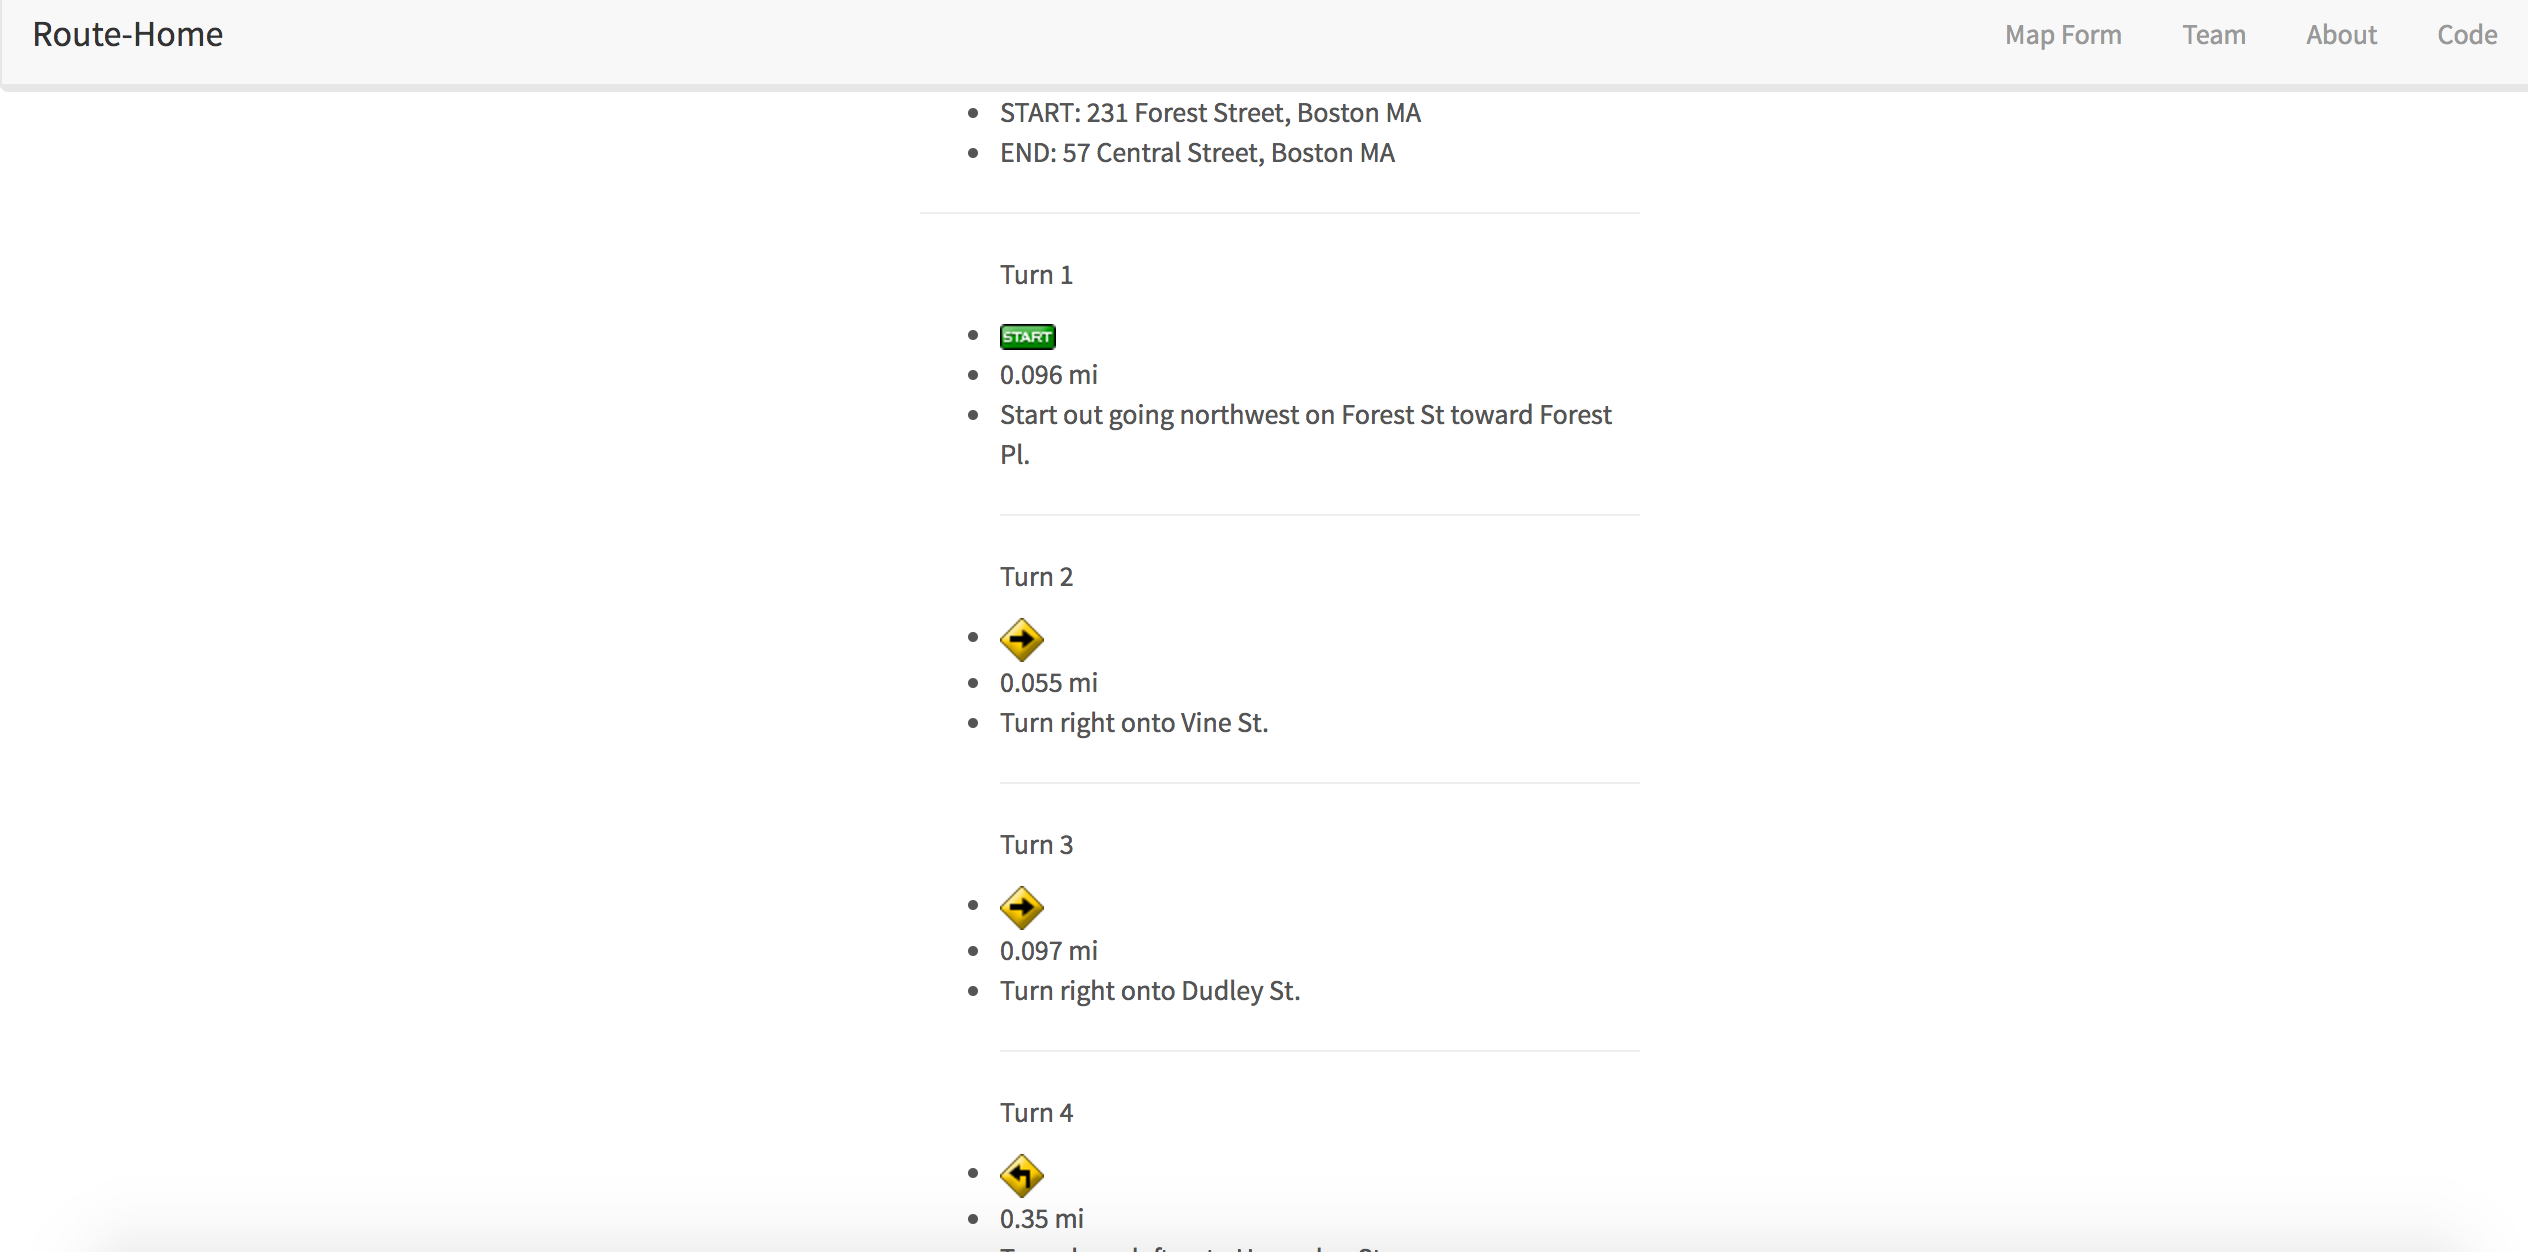 Route-Home
Map Form Team About Code
START: 231 Forest Street, Boston MA
END: 57 Central Street, Boston MA
Turn 1
START
0.096 mi
Start out going northwest on Forest St toward Forest
Pl.
Turn 2
0.055 mi
Turn right onto Vine St.
Turn 3
0.097 mi
Turn right onto Dudley St.
Turn 4
0.35 mi